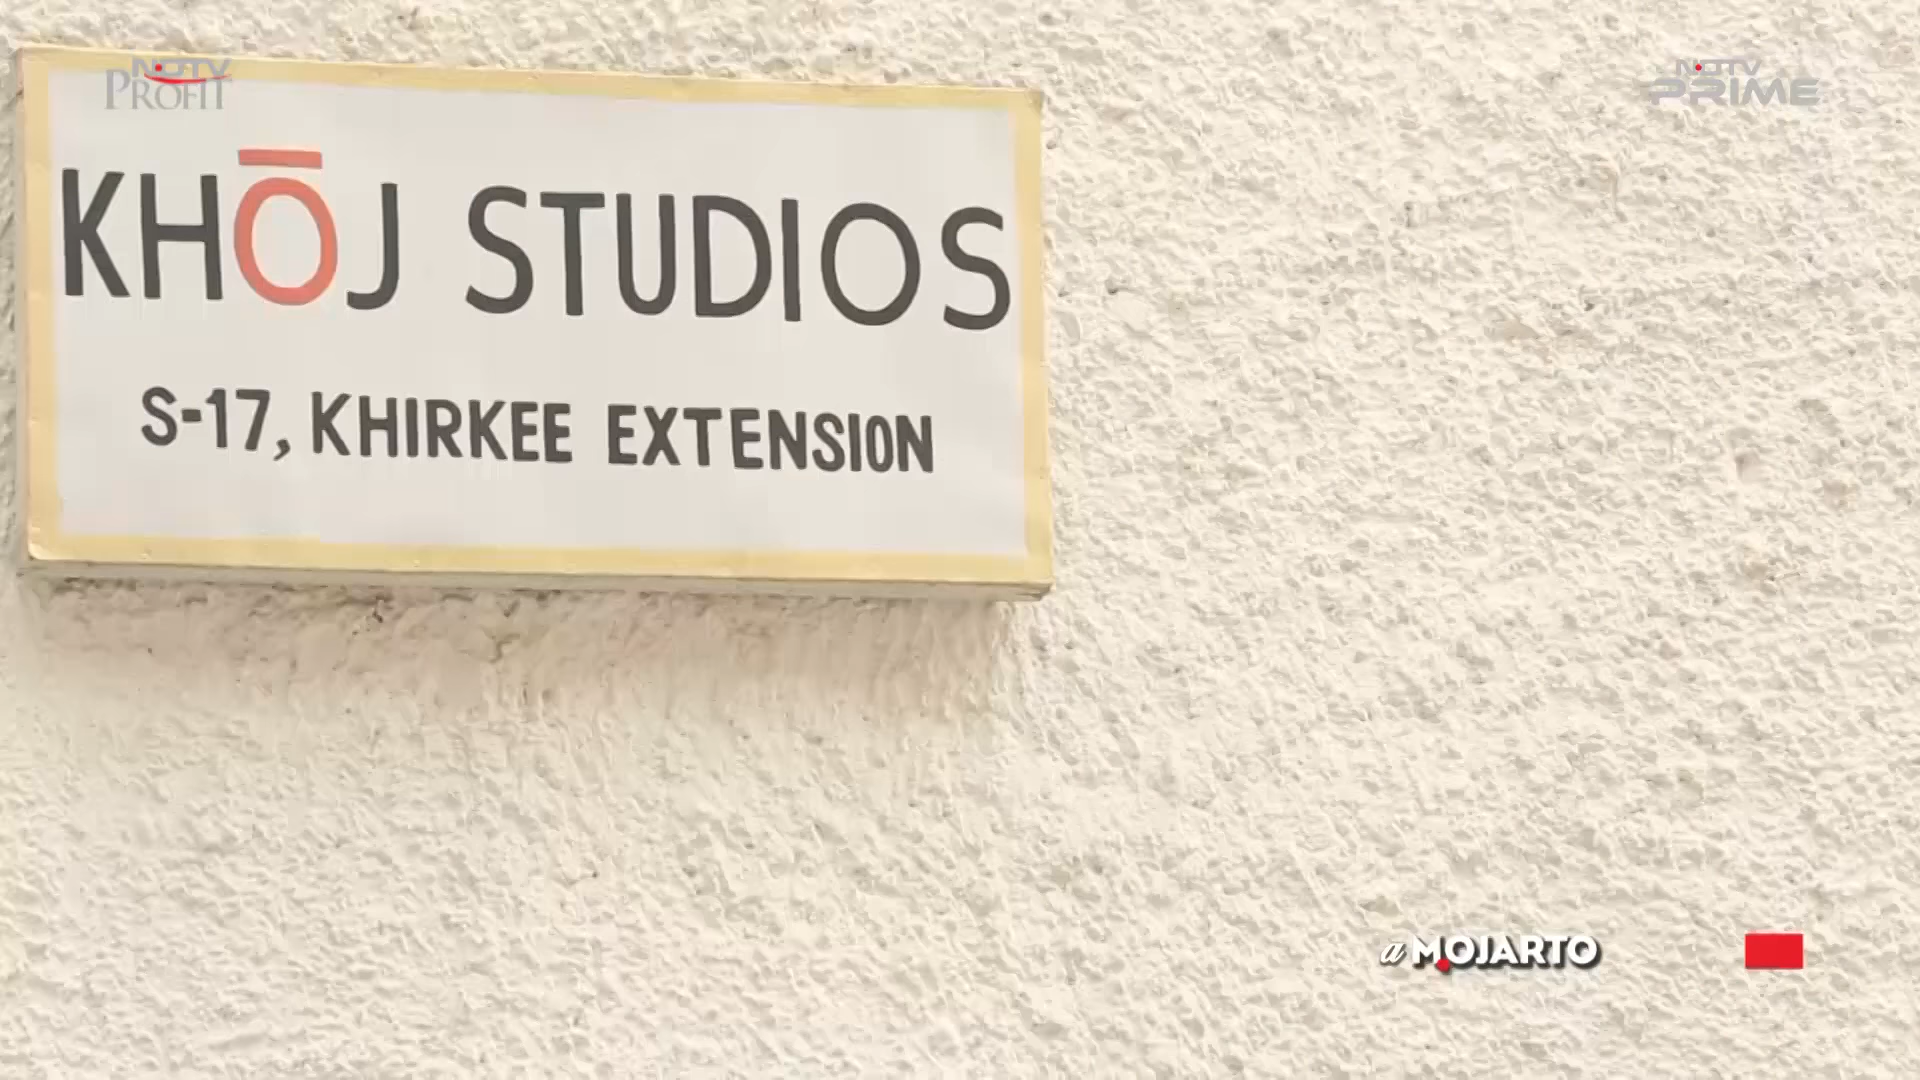 NDTV
PROFIT
NDTV
PRIME
KHŌJ STUDIOS
S-17, KHIRKEE EXTENSION
a MOJARTO